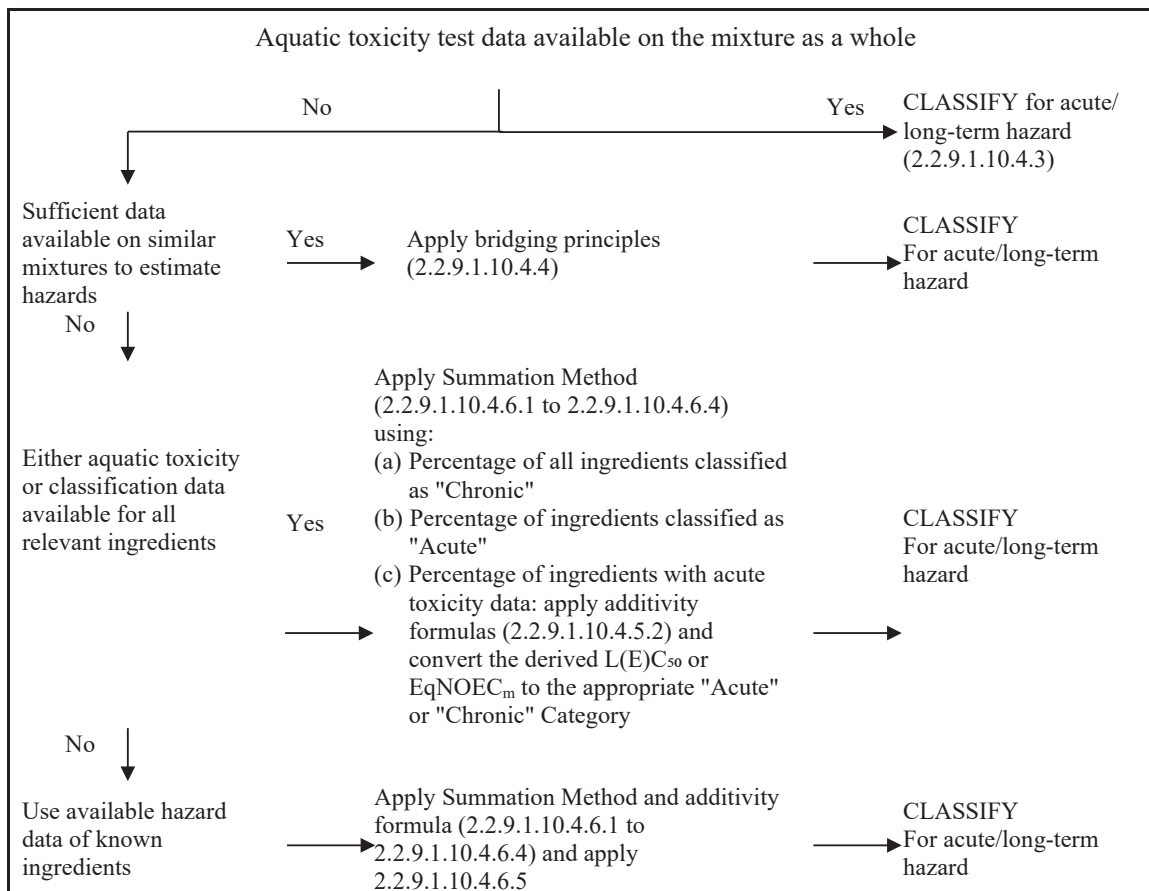 Aquatic toxicity test data available on the mixture as a whole
No
Yes
CLASSIFY for acute/
long-term hazard
(2.2.9.1.10.4.3)
Sufficient data
available on similar
mixtures to estimate
hazards
Yes
Apply bridging principles
(2.2.9.1.10.4.4)
CLASSIFY
For acute/long-term
hazard
No
Either aquatic toxicity
or classification data
available for all
relevant ingredients
Yes
Apply Summation Method
(2.2.9.1.10.4.6.1 to 2.2.9.1.10.4.6.4)
using:
(a) Percentage of all ingredients classified
as "Chronic"
(b) Percentage of ingredients classified as
"Acute"
(c) Percentage of ingredients with acute
toxicity data: apply additivity
formulas (2.2.9.1.10.4.5.2) and
convert the derived L(E)C₅₀ or
EqNOECₘ to the appropriate "Acute"
or "Chronic" Category
CLASSIFY
For acute/long-term
hazard
No
Use available hazard
data of known
ingredients
Apply Summation Method and additivity
formula (2.2.9.1.10.4.6.1 to
2.2.9.1.10.4.6.4) and apply
2.2.9.1.10.4.6.5
CLASSIFY
For acute/long-term
hazard